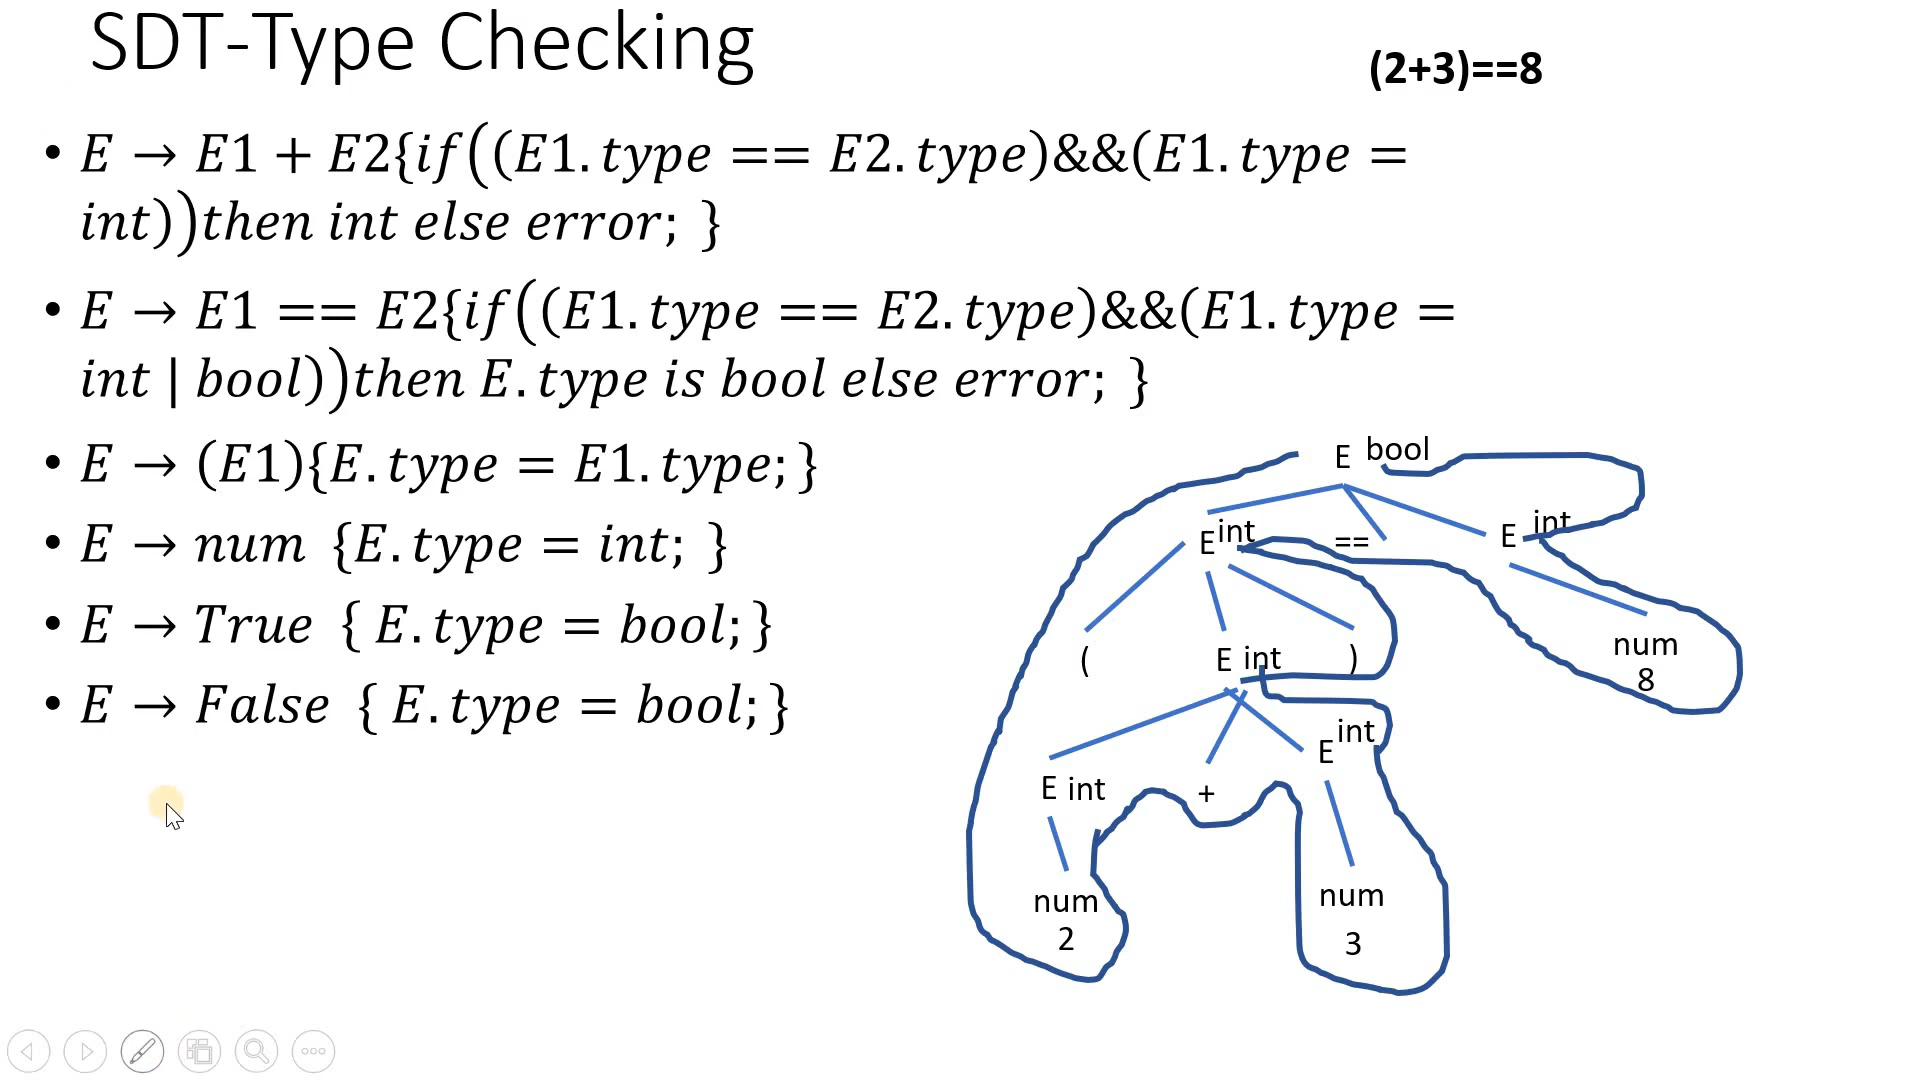 SDT-Type Checking
(2+3)==8
• E → E1 + E2{if((E1.type == E2.type)&&(E1.type =
int))then int else error; }
• E → E1 == E2{if((E1.type == E2.type)&&(E1.type =
int | bool))then E.type is bool else error; }
• E → (E1){E.type = E1.type;}
• E → num {E.type = int; }
• E → True { E.type = bool;}
• E → False { E.type = bool;}
E bool
E int == E int
( E int ) num
8
E int + E int
num num
2 3